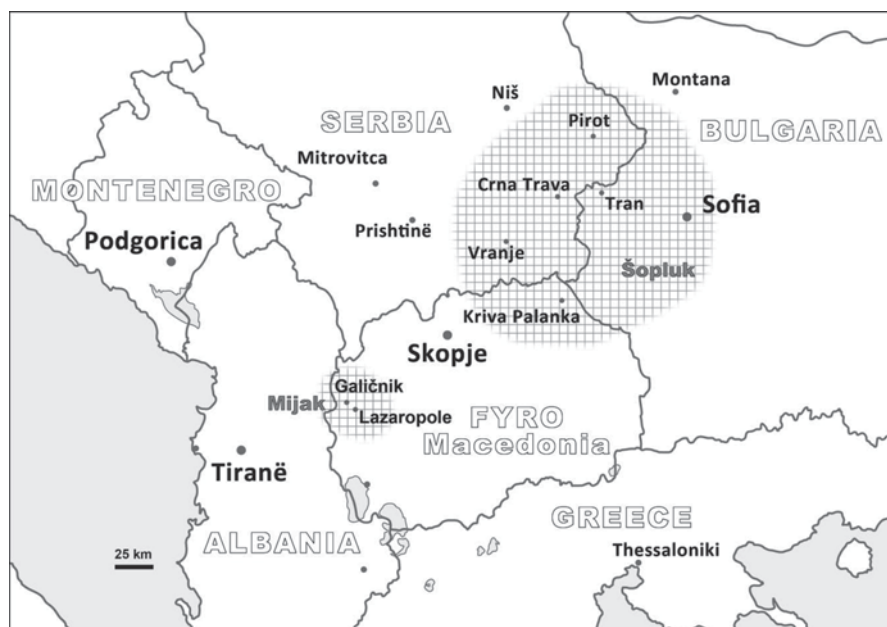 Montana
Niš
SERBIA
Pirot
BULGARIA
Mitrovitca
MONTENEGRO
Crna Trava
Tran
Sofia
Prishtinë
Podgorica
Vranje
Šopluk
Kriva Palanka
Skopje
Galičnik
Mijak
Lazaropole
FYRO
Macedonia
Tiranë
GREECE
ALBANIA
Thessaloniki
25 km